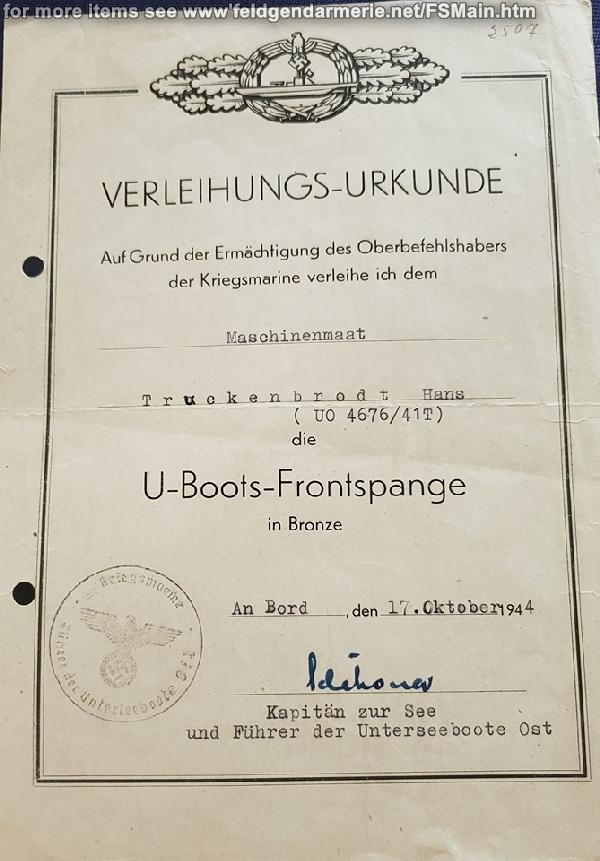 for more items see www.feldgendarmerie.net/FSMain.htm
2507
VERLEIHUNGS-URKUNDE
Auf Grund der Ermächtigung des Oberbefehlshabers
der Kriegsmarine verleihe ich dem
Maschinenmaat
Truckenbrodt Hans
( UO 4676/41T)
die
U-Boots-Frontspange
in Bronze
An Bord , den 17.Oktober 1944
Kriegsmarine
Führer der Unterseeboote Ost
Kapitän zur See
und Führer der Unterseeboote Ost